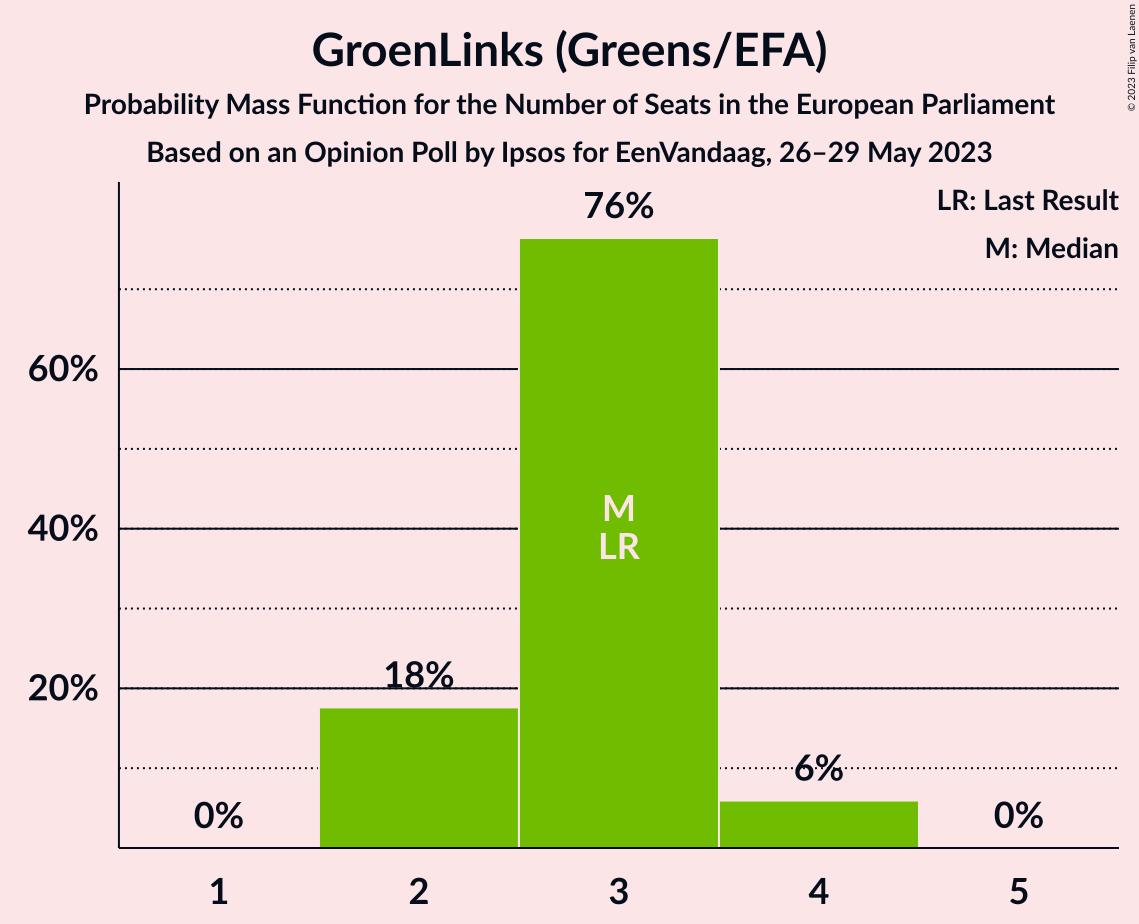 GroenLinks (Greens/EFA)
Probability Mass Function for the Number of Seats in the European Parliament
Based on an Opinion Poll by Ipsos for EenVandaag, 26–29 May 2023
© 2023 Filip van Laenen
LR: Last Result
M: Median
76%
60%
40%
20%
M
LR
18%
6%
0%
0%
1 2 3 4 5